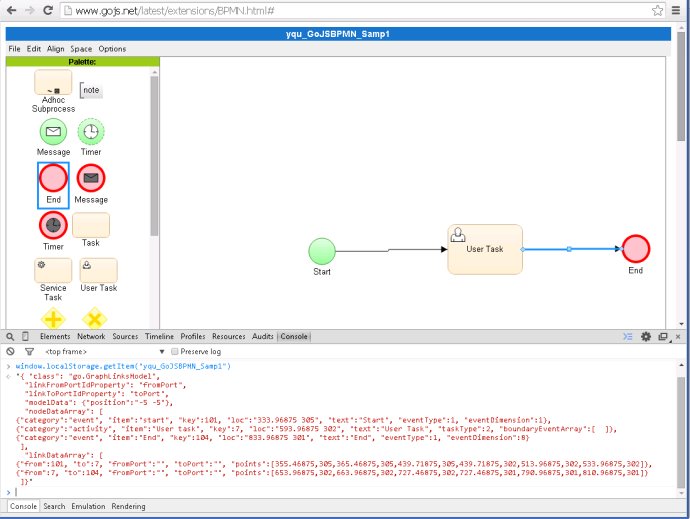 www.gojs.net/latest/extensions/BPMN.html#
yqu_GoJSBPMN_Samp1
File Edit Align Space Options
Palette:
note
Adhoc
Subprocess
Message Timer
End Message
Timer Task
Service
Task
User Task
Start
User Task
End
Elements Network Sources Timeline Profiles Resources Audits Console
<top frame> Preserve log
window.localStorage.getItem("yqu_GoJSBPMN_Samp1")
"{ "class": "go.GraphLinksModel",
"linkFromPortIdProperty": "fromPort",
"linkToPortIdProperty": "toPort",
"modelData": {"position":"-5 -5"},
"nodeDataArray": [
{"category":"event", "item":"start", "key":101, "loc":"333.96875 305", "text":"Start", "eventType":1, "eventDimension":1},
{"category":"activity", "item":"User task", "key":7, "loc":"593.96875 302", "text":"User Task", "taskType":2, "boundaryEventArray":[ ]},
{"category":"event", "item":"End", "key":104, "loc":"833.96875 301", "text":"End", "eventType":1, "eventDimension":8}
],
"linkDataArray": [
{"from":101, "to":7, "fromPort":"", "toPort":"", "points":[355.46875,305,365.46875,305,439.71875,305,439.71875,302,513.96875,302,533.96875,302]},
{"from":7, "to":104, "fromPort":"", "toPort":"", "points":[653.96875,302,663.96875,302,727.46875,302,727.46875,301,790.96875,301,810.96875,301]}
]}"
Console Search Emulation Rendering